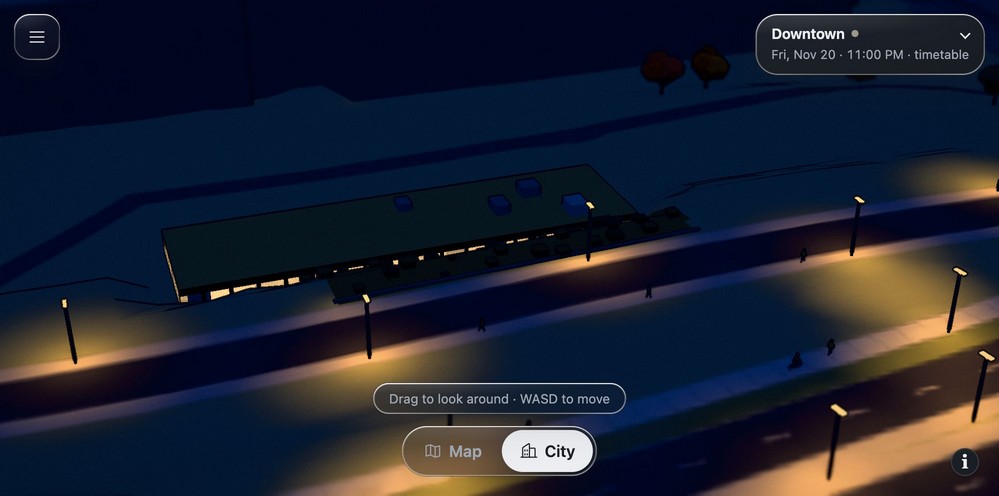 Downtown
Fri, Nov 20 · 11:00 PM · timetable
Drag to look around · WASD to move
Map
City
i